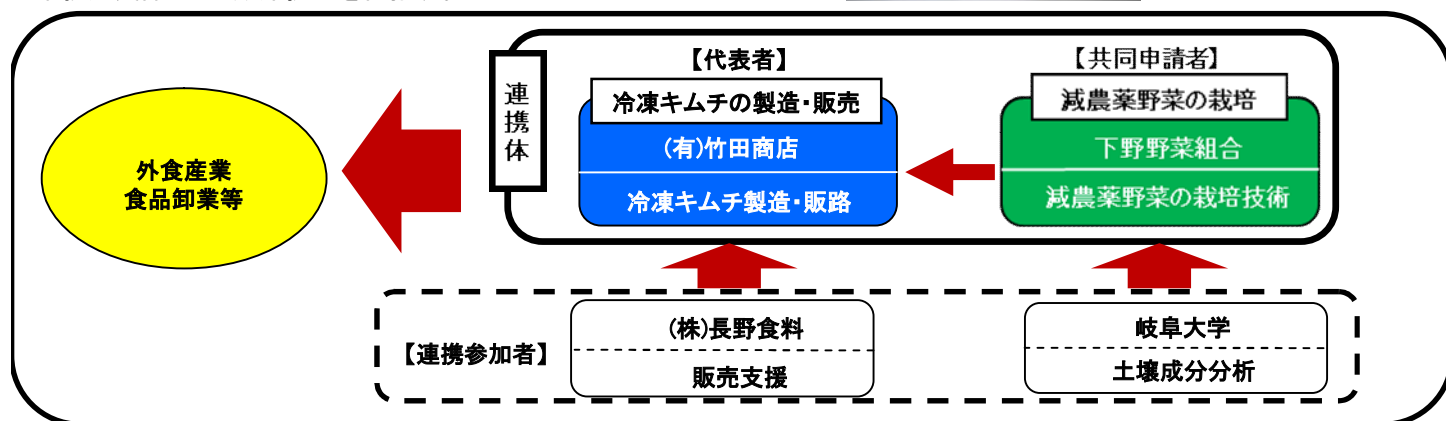 連携体
【代表者】
冷凍キムチの製造・販売
(有)竹田商店
冷凍キムチ製造・販路
【共同申請者】
減農薬野菜の栽培
下野野菜組合
減農薬野菜の栽培技術
外食産業
食品卸業等
【連携参加者】
(株)長野食料
販売支援
岐阜大学
土壌成分分析